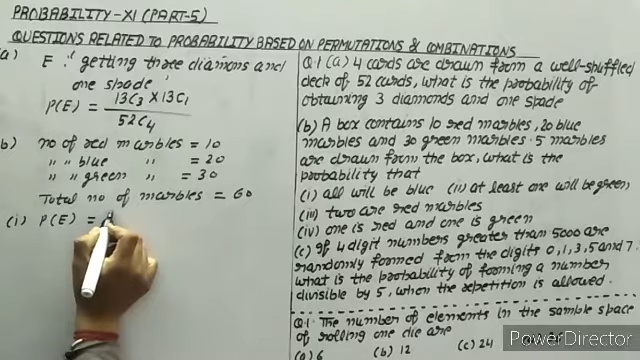 PROBABILITY-XI (PART-5)
QUESTIONS RELATED TO PROBABILITY BASED ON PERMUTATIONS & COMBINATIONS
(a) E : 'getting three diamons and
one spade'
P(E) = 13C3 X 13C1
52C4
b) no of red marbles = 10
" " blue " = 20
" " green " = 30
Total no of marbles = 60
(i) P(E) =
Q.1 (a) 4 cards are drawn from a well-shuffled
deck of 52 cards, what is the probability of
obtaining 3 diamonds and one spade
(b) A box contains 10 red marbles, 20 blue
marbles and 30 green marbles. 5 marbles
are drawn from the box, what is the
probability that
(i) all will be blue (ii) at least one will be green
(iii) two are red marbles
(iv) one is red and one is green
(c) If 4 digit numbers greater than 5000 are
randomly formed from the digits 0,1,3,5 and 7.
what is the probability of forming a number
divisible by 5, when the repetition is allowed.
Q.1. The number of elements in the sample space
of rolling one die are
(a) 6 (b) 12 (c) 24
PowerDirector